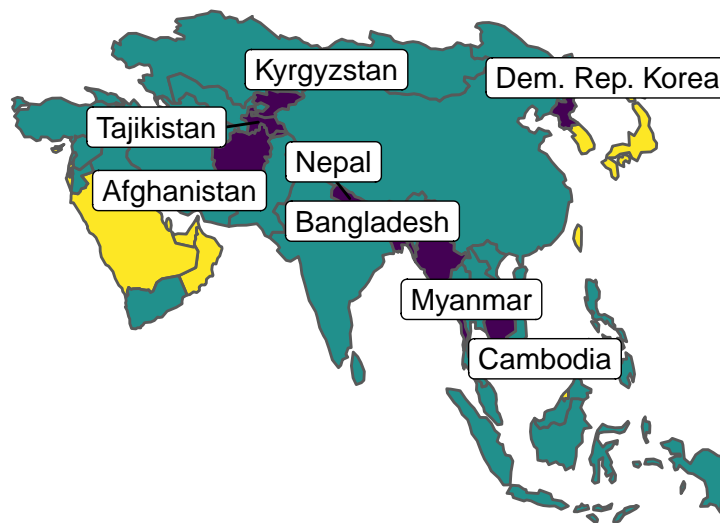 Kyrgyzstan
Dem. Rep. Korea
Tajikistan
Nepal
Afghanistan
Bangladesh
Myanmar
Cambodia